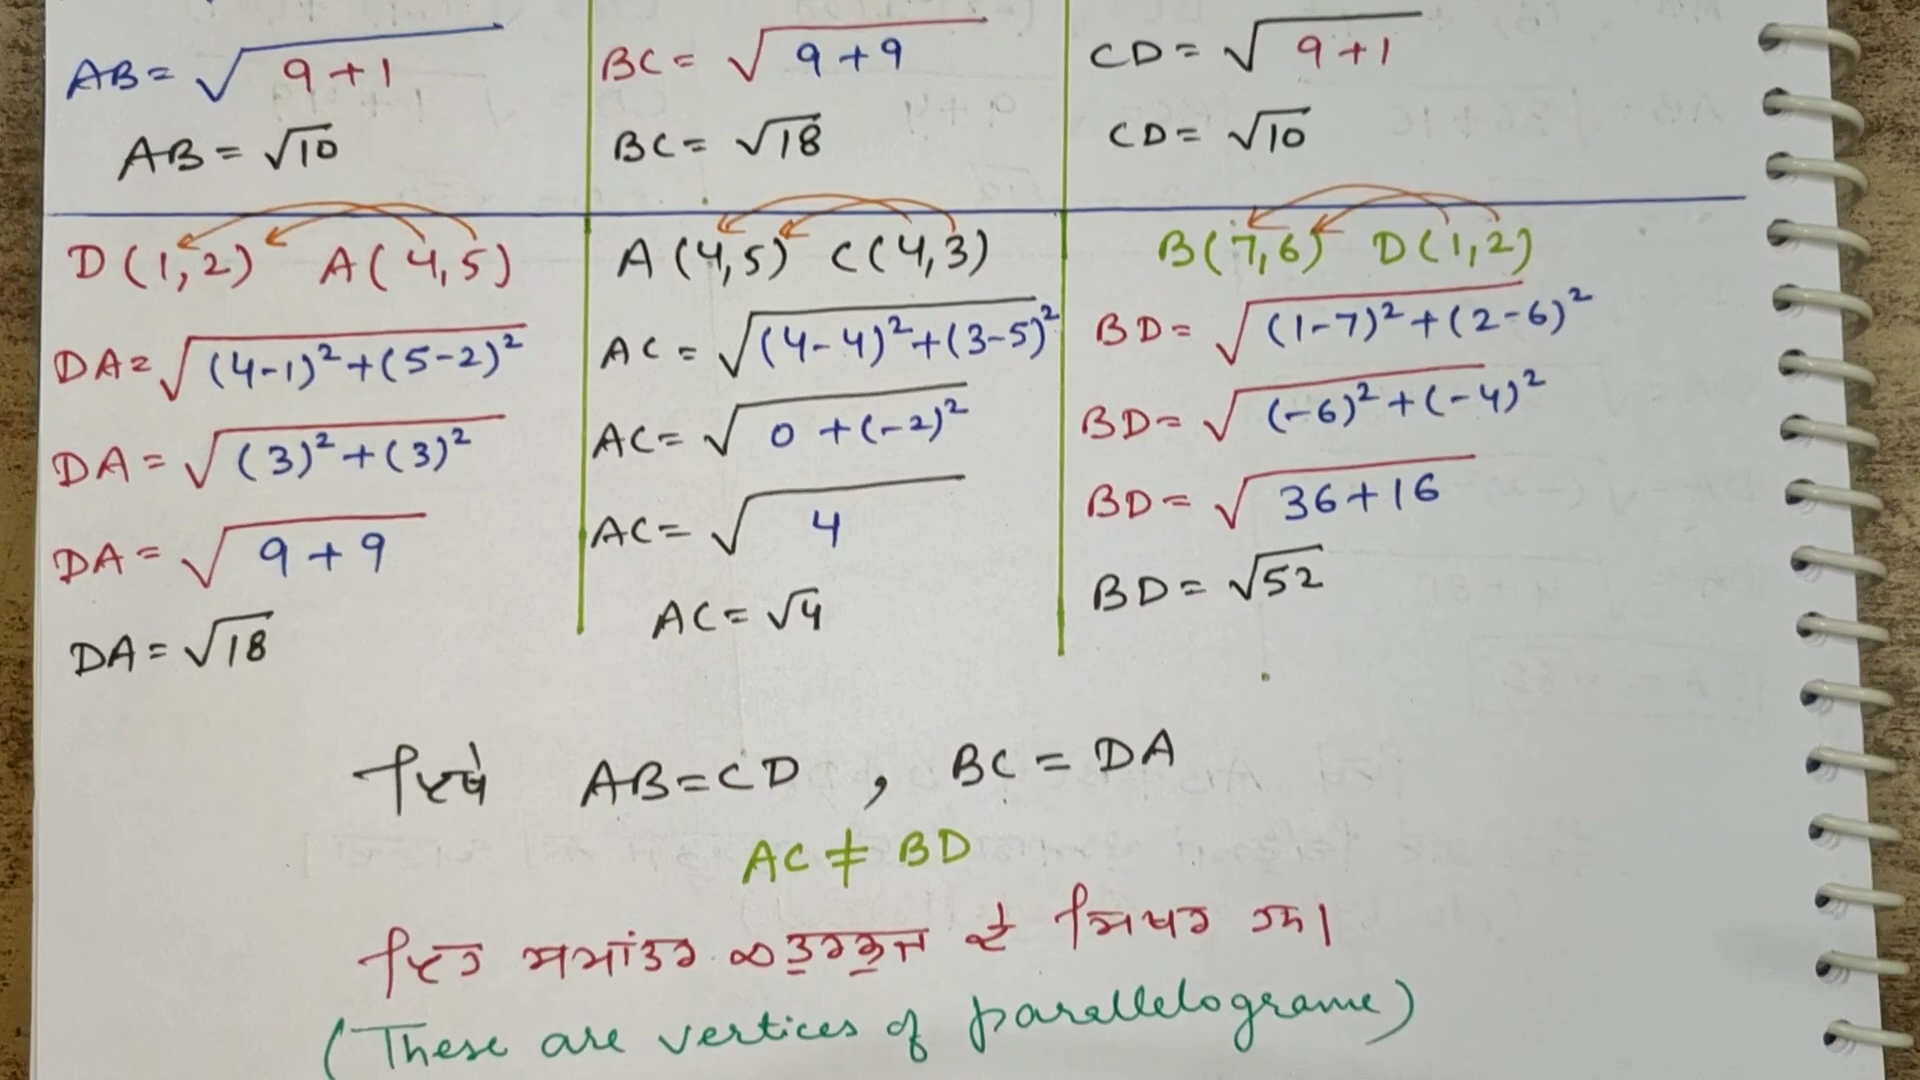 AB = √9+1
AB = √10
BC = √9+9
BC = √18
CD = √9+1
CD = √10
D(1,2) A(4,5)
DA = √(4-1)²+(5-2)²
DA = √(3)²+(3)²
DA = √9+9
DA = √18
A(4,5) C(4,3)
AC = √(4-4)²+(3-5)²
AC = √0+(-2)²
AC = √4
AC = √4
B(7,6) D(1,2)
BD = √(1-7)²+(2-6)²
BD = √(-6)²+(-4)²
BD = √36+16
BD = √52
ਇਥੇ AB=CD , BC = DA
AC ≠ BD
ਇਹ ਸਮਾਂਤਰ ਚਤੁਰਭੁਜ ਦੇ ਸਿਖਰ ਹਨ।
(These are vertices of parallelograme)